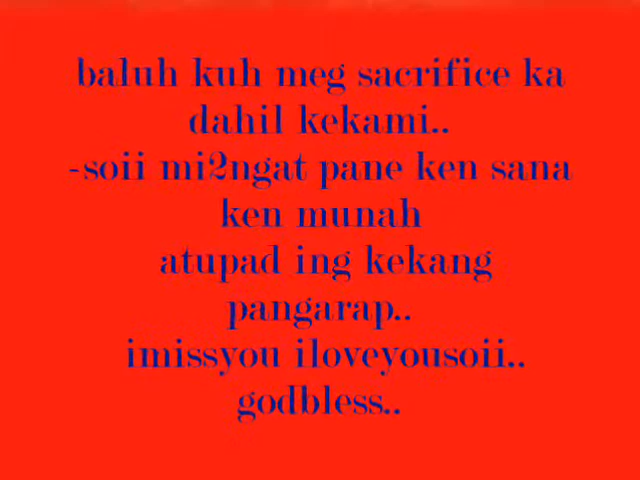 baluh kuh meg sacrifice ka
dahil kekami..
-soii mi2ngat pane ken sana
ken munah
atupad ing kekang
pangarap..
imissyou iloveyousoii..
godbless..